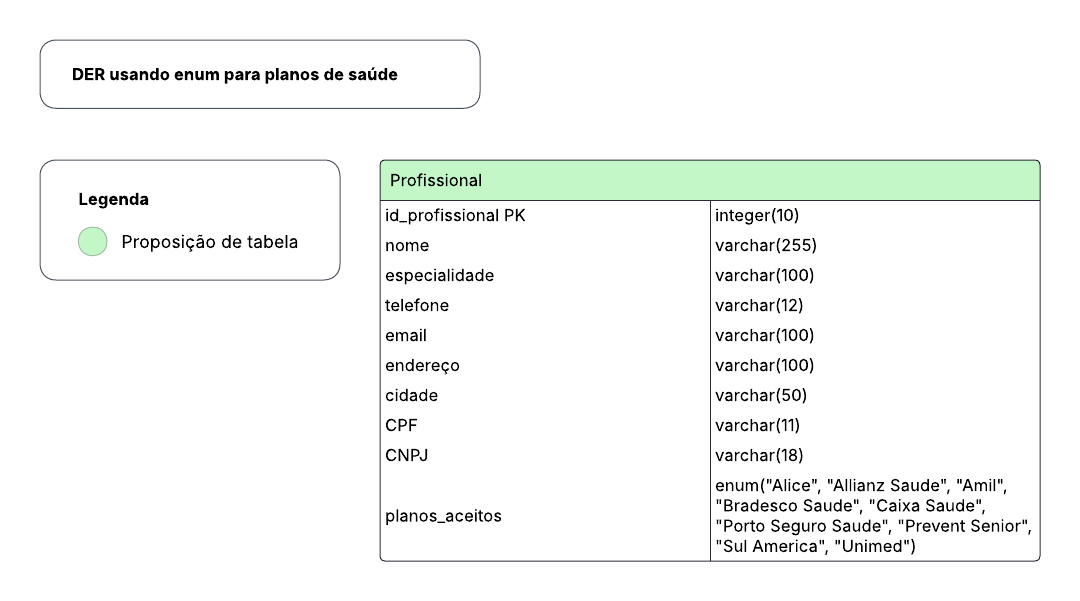 DER usando enum para planos de saúde
Legenda
Proposição de tabela
Profissional
id_profissional PK integer(10)
nome varchar(255)
especialidade varchar(100)
telefone varchar(12)
email varchar(100)
endereço varchar(100)
cidade varchar(50)
CPF varchar(11)
CNPJ varchar(18)
planos_aceitos
enum("Alice", "Allianz Saude", "Amil",
"Bradesco Saude", "Caixa Saude",
"Porto Seguro Saude", "Prevent Senior",
"Sul America", "Unimed")